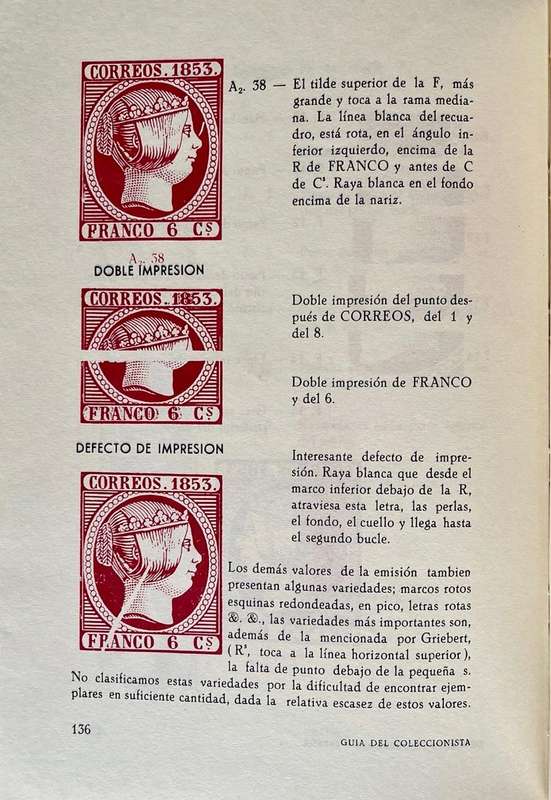 CORREOS. 1853.
FRANCO 6 Cˢ
A₂. 38 — El tilde superior de la F, más
grande y toca a la rama media-
na. La línea blanca del recua-
dro, está rota, en el ángulo in-
ferior izquierdo, encima de la
R de FRANCO y antes de C
de Cˢ. Raya blanca en el fondo
encima de la nariz.
A₂. 38
DOBLE IMPRESION
CORREOS. 1853.
FRANCO 6 Cˢ
Doble impresión del punto des-
pués de CORREOS, del 1 y
del 8.
Doble impresión de FRANCO
y del 6.
DEFECTO DE IMPRESION
CORREOS. 1853.
FRANCO 6 Cˢ
Interesante defecto de impre-
sión. Raya blanca que desde el
marco inferior debajo de la R,
atraviesa esta letra, las perlas,
el fondo, el cuello y llega hasta
el segundo bucle.
Los demás valores de la emisión tambien
presentan algunas variedades; marcos rotos
esquinas redondeadas, en pico, letras rotas
&. &., las variedades más importantes son,
además de la mencionada por Griebert,
(Rˢ, toca a la línea horizontal superior),
la falta de punto debajo de la pequeña s.
No clasificamos estas variedades por la dificultad de encontrar ejem-
plares en suficiente cantidad, dada la relativa escasez de estos valores.
136
GUIA DEL COLECCIONISTA